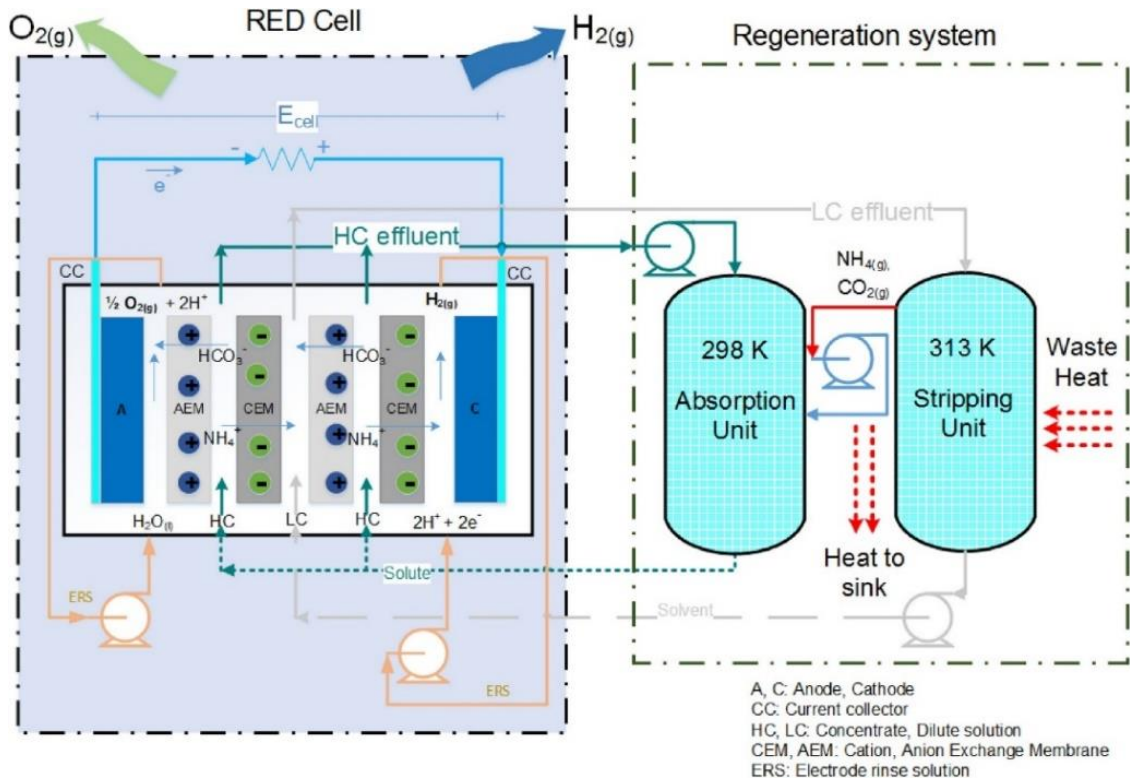 O2(g)
RED Cell
H2(g)
Regeneration system
Ecell
- +
e-
HC effluent
LC effluent
CC
CC
½ O2(g) + 2H+
H2(g)
NH4(g),
CO2(g)
HCO3-
HCO3-
298 K
Absorption
Unit
313 K
Stripping
Unit
Waste
Heat
A
AEM
CEM
AEM
CEM
C
NH4+
NH4+
H2O(l)
HC
LC
HC
2H+ + 2e-
Heat to
sink
Solute
Solvent
ERS
ERS
A, C: Anode, Cathode
CC: Current collector
HC, LC: Concentrate, Dilute solution
CEM, AEM: Cation, Anion Exchange Membrane
ERS: Electrode rinse solution